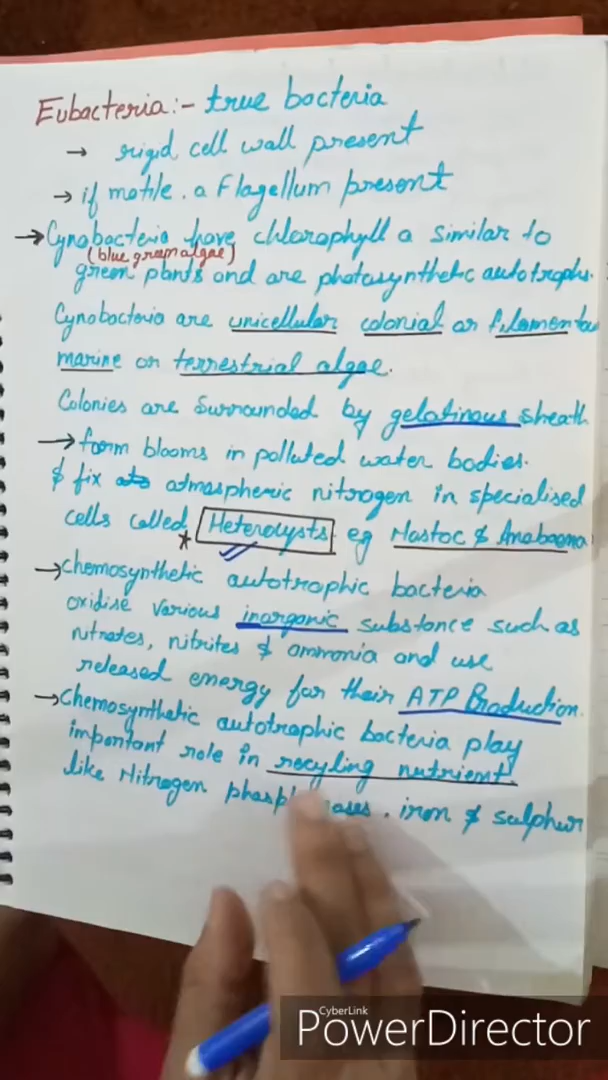 Eubacteria:- true bacteria
→ rigid cell wall present
→ if motile. a Flagellum present
→ Cynobacteria have chlorophyll a similar to
(blue green algae)
green pants and are photosynthetic autotrophs.
Cynobacteria are unicellular colonial or filamentou
marine or terrestrial algae.
Colonies are surrounded by gelatinous sheath
→ form blooms in polluted water bodies.
& fix atmospheric nitrogen in specialised
cells called * Heterolysts eg Nostoc & Anabaena
→ chemosynthetic autotrophic bacteria
oxidise various inorganic substance such as
nitrates, nitrites & ammonia and use
released energy for their ATP Production.
→ Chemosynthetic autotrophic bacteria play
important role in recyling nutrient
like Nitrogen . iron & sulphur
CyberLink
PowerDirector